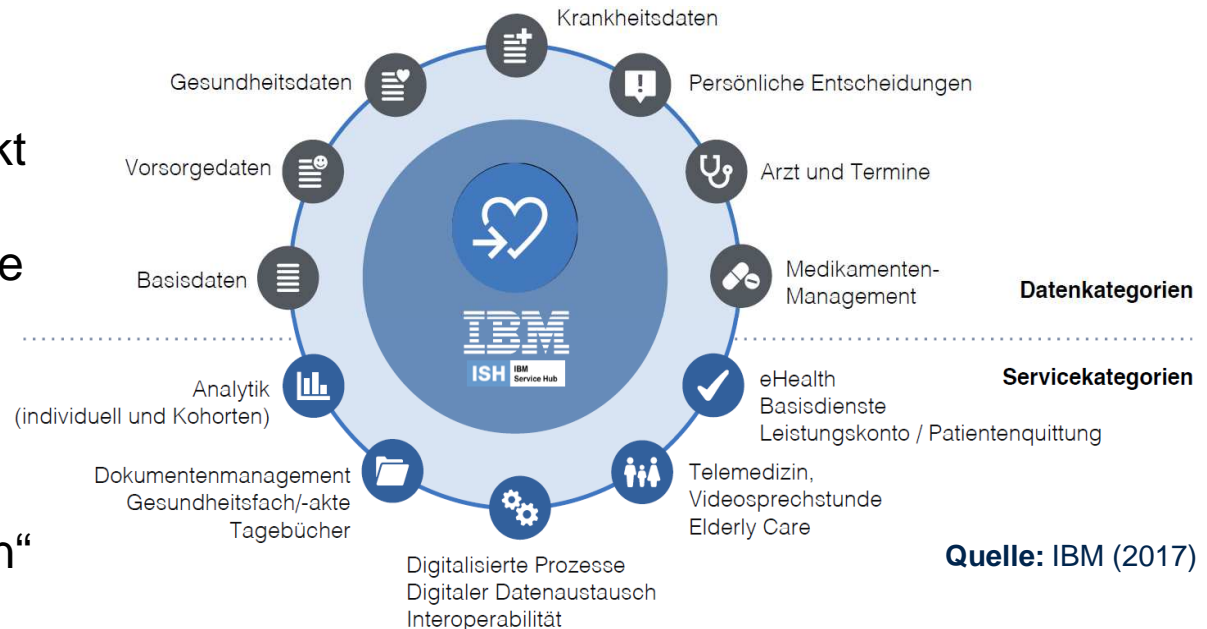 Krankheitsdaten
Gesundheitsdaten
Persönliche Entscheidungen
kt
Vorsorgedaten
Arzt und Termine
e
Basisdaten
Medikamenten-
Management
Datenkategorien
IBM
ISH IBM
Service Hub
Servicekategorien
Analytik
(individuell und Kohorten)
eHealth
Basisdienste
Leistungskonto / Patientenquittung
Dokumentenmanagement
Gesundheitsfach/-akte
Tagebücher
Telemedizin,
Videosprechstunde
Elderly Care
n“
Digitalisierte Prozesse
Digitaler Datenaustausch
Interoperabilität
Quelle: IBM (2017)